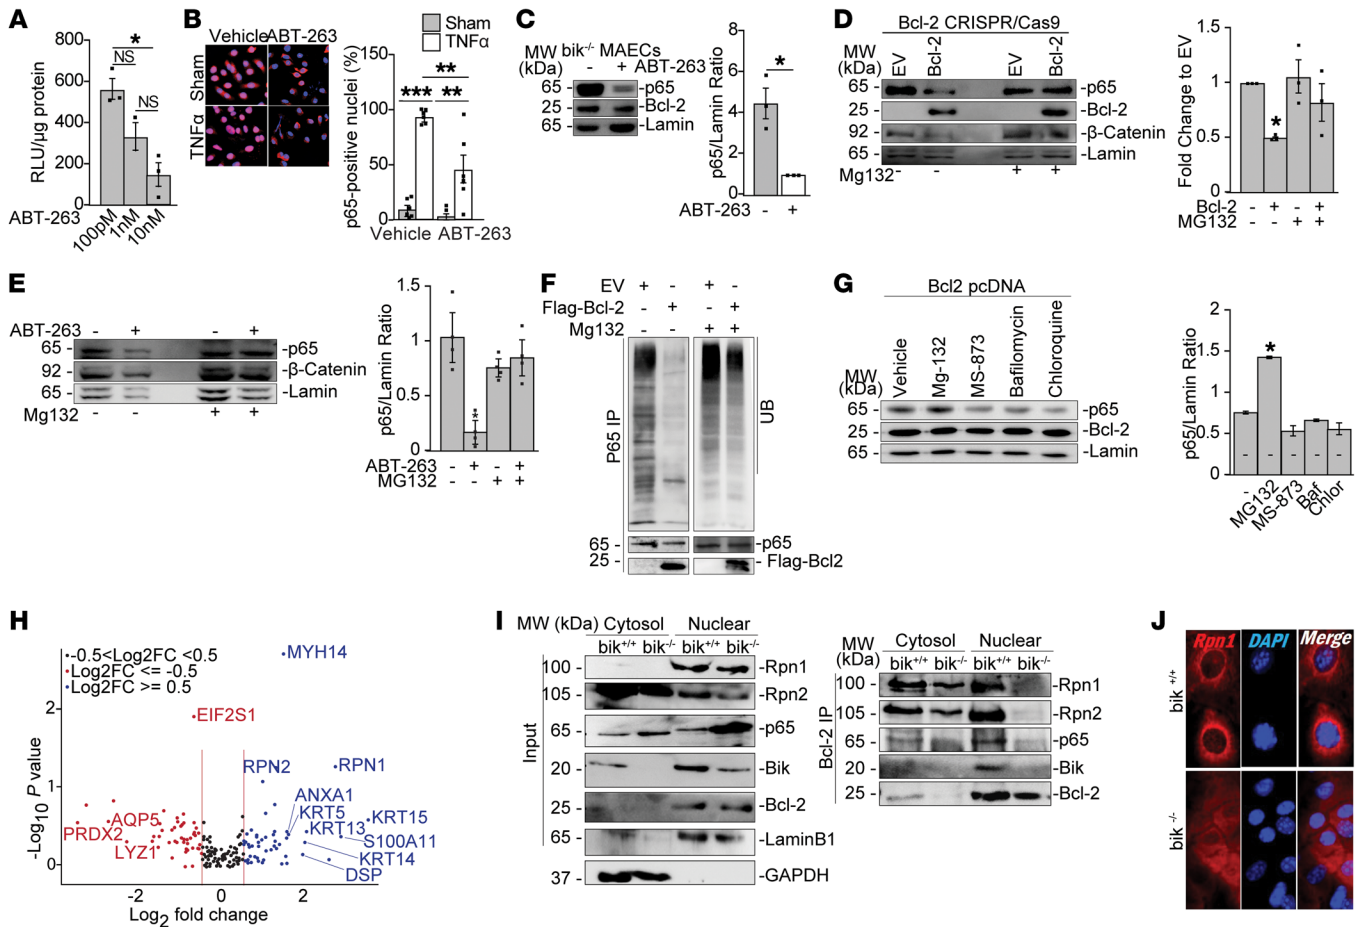 A
800
600
400
200
0
RLU/µg protein
*
NS
NS
ABT-263
100pM
1nM
10nM
B
Vehicle
ABT-263
Sham
TNFα
Sham
TNFα
150
100
50
0
p65-positive nuclei (%)
**
***
**
Vehicle
ABT-263
C
MW
(kDa)
bik-/- MAECs
- + ABT-263
65 - -p65
25 - -Bcl-2
65 - -Lamin
p65/Lamin Ratio
8
6
4
2
0
*
ABT-263 - +
D
Bcl-2 CRISPR/Cas9
MW
(kDa)
EV
Bcl-2
EV
Bcl-2
65 - -p65
25 - -Bcl-2
92 - -β-Catenin
65 - -Lamin
Mg132 - - + +
Fold Change to EV
1.5
1.0
0.5
0
*
Bcl-2 - + - +
MG132 - - + +
E
ABT-263 - + - +
65 - -p65
92 - -β-Catenin
65 - -Lamin
Mg132 - - + +
p65/Lamin Ratio
1.5
1
0.5
0
*
ABT-263 - + - +
MG132 - - + +
F
EV + - + -
Flag-Bcl-2 - + - +
Mg132 - - + +
P65 IP
UB
65 - -p65
25 - - Flag-Bcl2
G
Bcl2 pcDNA
MW
(kDa)
Vehicle
Mg-132
MS-873
Bafilomycin
Chloroquine
65 - -p65
25 - -Bcl-2
65 - -Lamin
p65/Lamin Ratio
2
1.5
1
0.5
0
*
- - - - -
-
MG132
MS-873
Baf
Chlor
H
-0.5<Log2FC <0.5
Log2FC <= -0.5
Log2FC >= 0.5
MYH14
EIF2S1
RPN2
RPN1
ANXA1
KRT5
KRT15
KRT13
S100A11
KRT14
DSP
AQP5
PRDX2
LYZ1
2
1
0
-Log10 P value
-2 0 2
Log2 fold change
I
MW (kDa) Cytosol Nuclear
bik+/+ bik-/- bik+/+ bik-/-
Input
100 - -Rpn1
105 - -Rpn2
65 - -p65
20 - -Bik
25 - -Bcl-2
65 - -LaminB1
37 - -GAPDH
MW
(kDa)
Cytosol Nuclear
bik+/+ bik-/- bik+/+ bik-/-
Bcl-2 IP
100 - -Rpn1
105 - -Rpn2
65 - -p65
20 - -Bik
25 - -Bcl-2
J
Rpn1 DAPI Merge
bik +/+
bik -/-